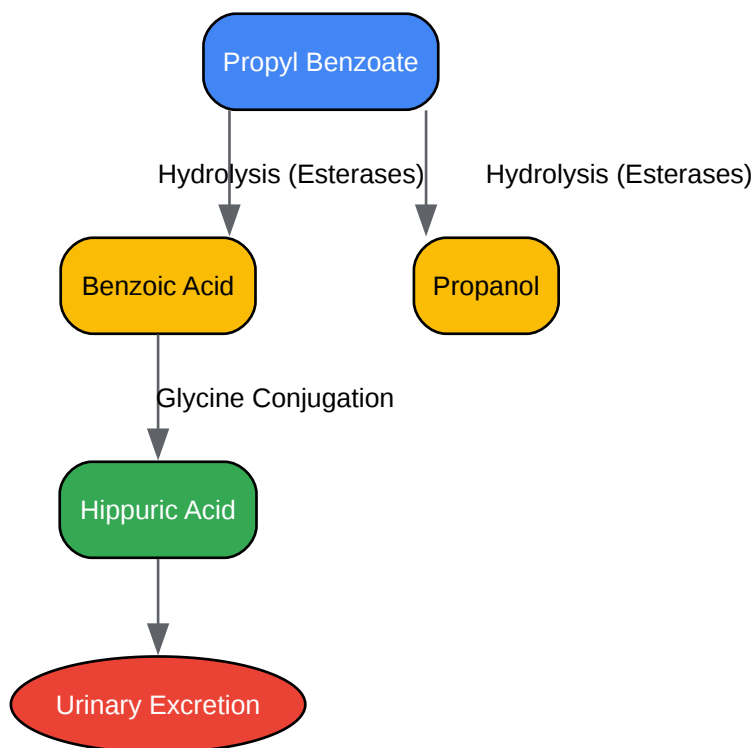 Propyl Benzoate
Hydrolysis (Esterases)
Hydrolysis (Esterases)
Benzoic Acid
Propanol
Glycine Conjugation
Hippuric Acid
Urinary Excretion